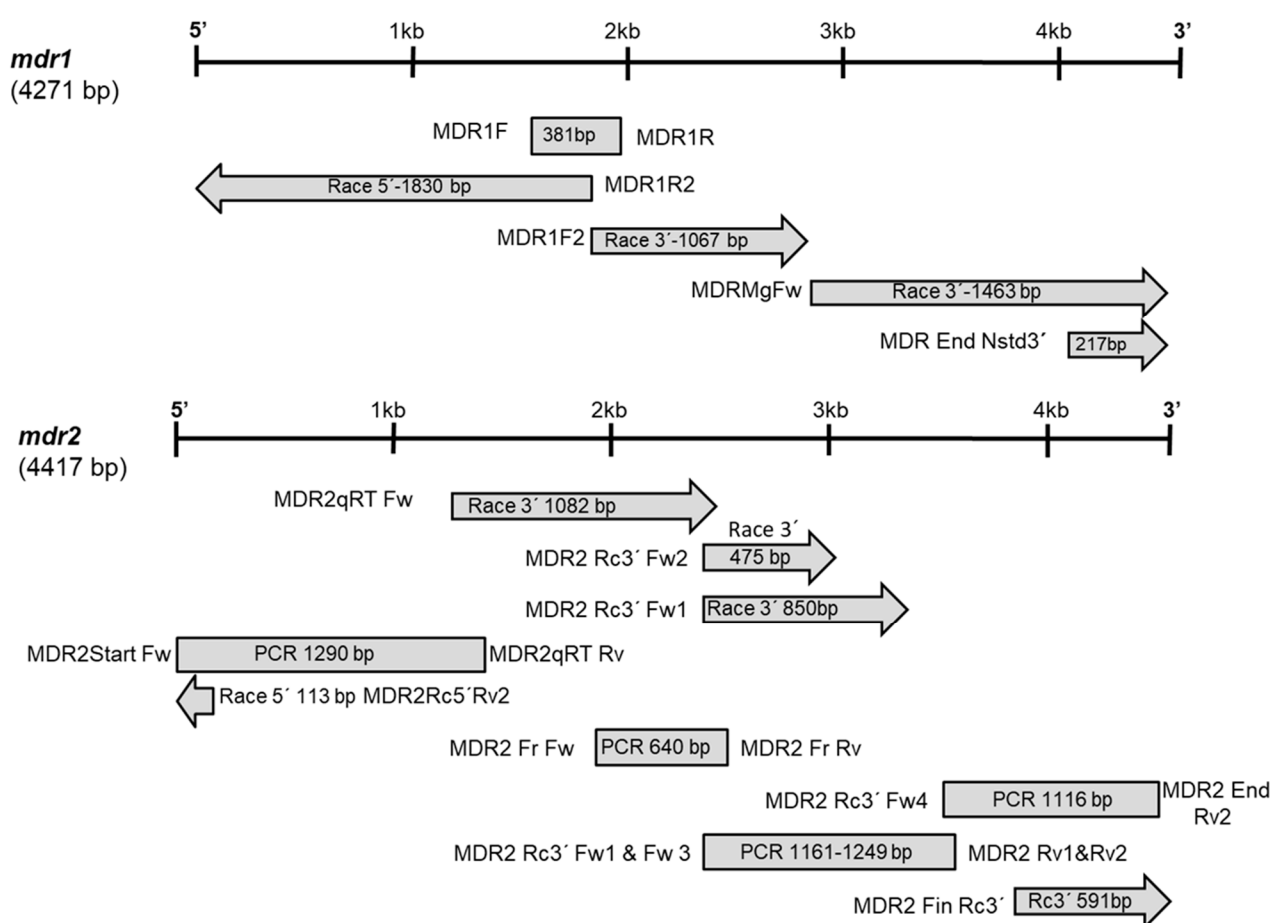 5’ 1kb 2kb 3kb 4kb 3’
mdr1
(4271 bp)
MDR1F 381bp MDR1R
Race 5´-1830 bp MDR1R2
MDR1F2 Race 3´-1067 bp
MDRMgFw Race 3´-1463 bp
MDR End Nstd3´ 217bp
5’ 1kb 2kb 3kb 4kb 3’
mdr2
(4417 bp)
MDR2qRT Fw Race 3´ 1082 bp
Race 3´
MDR2 Rc3´ Fw2 475 bp
MDR2 Rc3´ Fw1 Race 3´ 850bp
MDR2Start Fw PCR 1290 bp MDR2qRT Rv
Race 5´ 113 bp MDR2Rc5´Rv2
MDR2 Fr Fw PCR 640 bp MDR2 Fr Rv
MDR2 Rc3´ Fw4 PCR 1116 bp MDR2 End
Rv2
MDR2 Rc3´ Fw1 & Fw 3 PCR 1161-1249 bp MDR2 Rv1&Rv2
MDR2 Fin Rc3´ Rc3´ 591bp